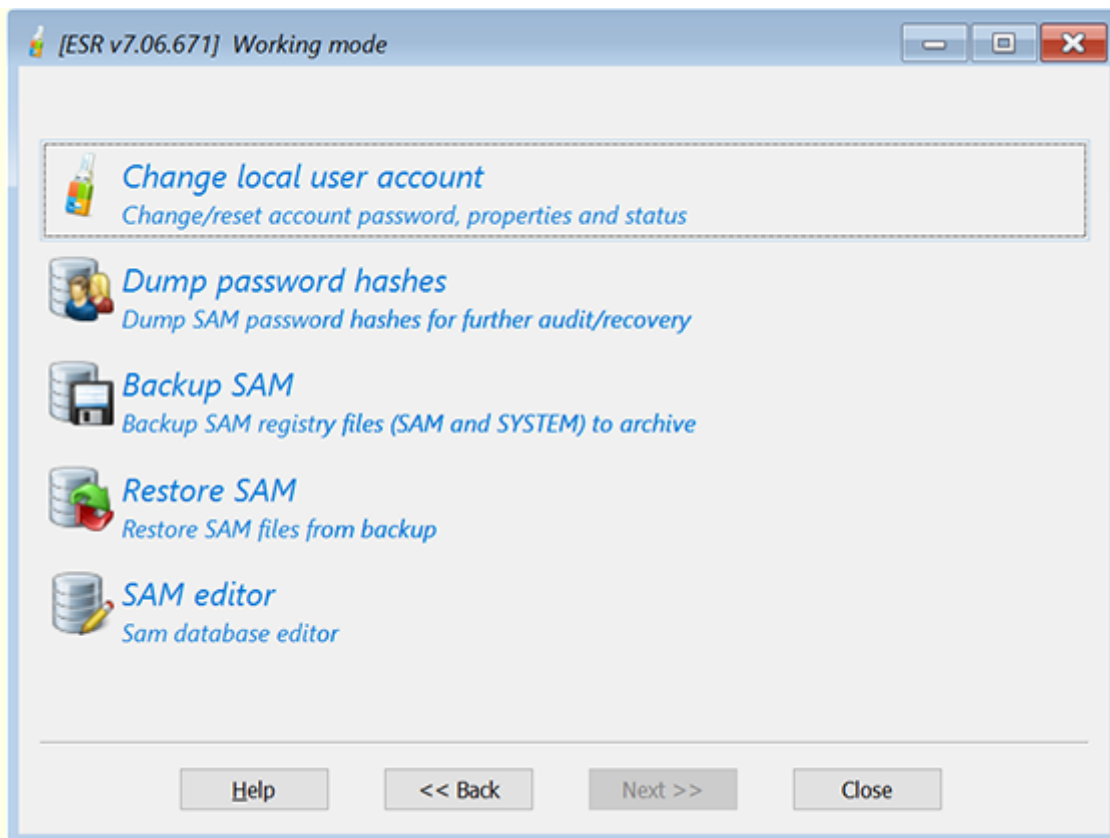 [ESR v7.06.671] Working mode
Change local user account
Change/reset account password, properties and status
Dump password hashes
Dump SAM password hashes for further audit/recovery
Backup SAM
Backup SAM registry files (SAM and SYSTEM) to archive
Restore SAM
Restore SAM files from backup
SAM editor
Sam database editor
Help << Back Next >> Close